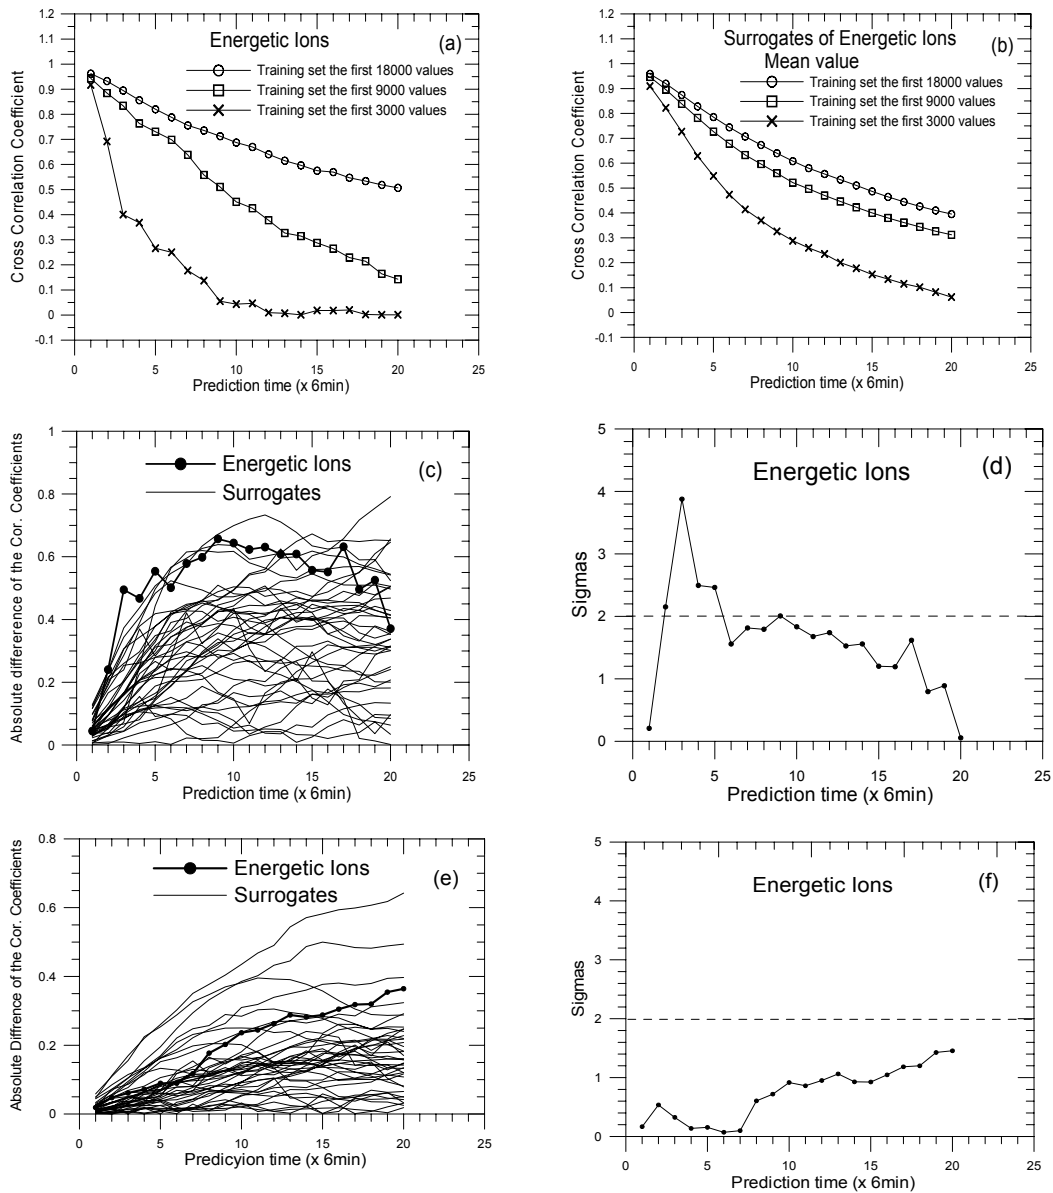 Energetic Ions
(a)
Training set the first 18000 values
Training set the first 9000 values
Training set the first 3000 values
Cross Correlation Coefficient
1.2
1.1
1
0.9
0.8
0.7
0.6
0.5
0.4
0.3
0.2
0.1
0
-0.1
0
5
10
15
20
25
Prediction time (x 6min)
Surrogates of Energetic Ions
Mean value
(b)
Training set the first 18000 values
Training set the first 9000 values
Training set the first 3000 values
Cross Correlation Coefficient
1.2
1.1
1
0.9
0.8
0.7
0.6
0.5
0.4
0.3
0.2
0.1
0
-0.1
0
5
10
15
20
25
Prediction time (x 6min)
Energetic Ions
Surrogates
(c)
Absolute difference of the Cor. Coefficients
1
0.8
0.6
0.4
0.2
0
0
5
10
15
20
25
Prediction time (x 6min)
Energetic Ions
(d)
Sigmas
5
4
3
2
1
0
0
5
10
15
20
25
Prediction time (x 6min)
Energetic Ions
Surrogates
(e)
Absolute Diffrence of the Cor. Coefficients
0.8
0.6
0.4
0.2
0
0
5
10
15
20
25
Predicyion time (x 6min)
Energetic Ions
(f)
Sigmas
5
4
3
2
1
0
0
5
10
15
20
25
Prediction time (x 6min)